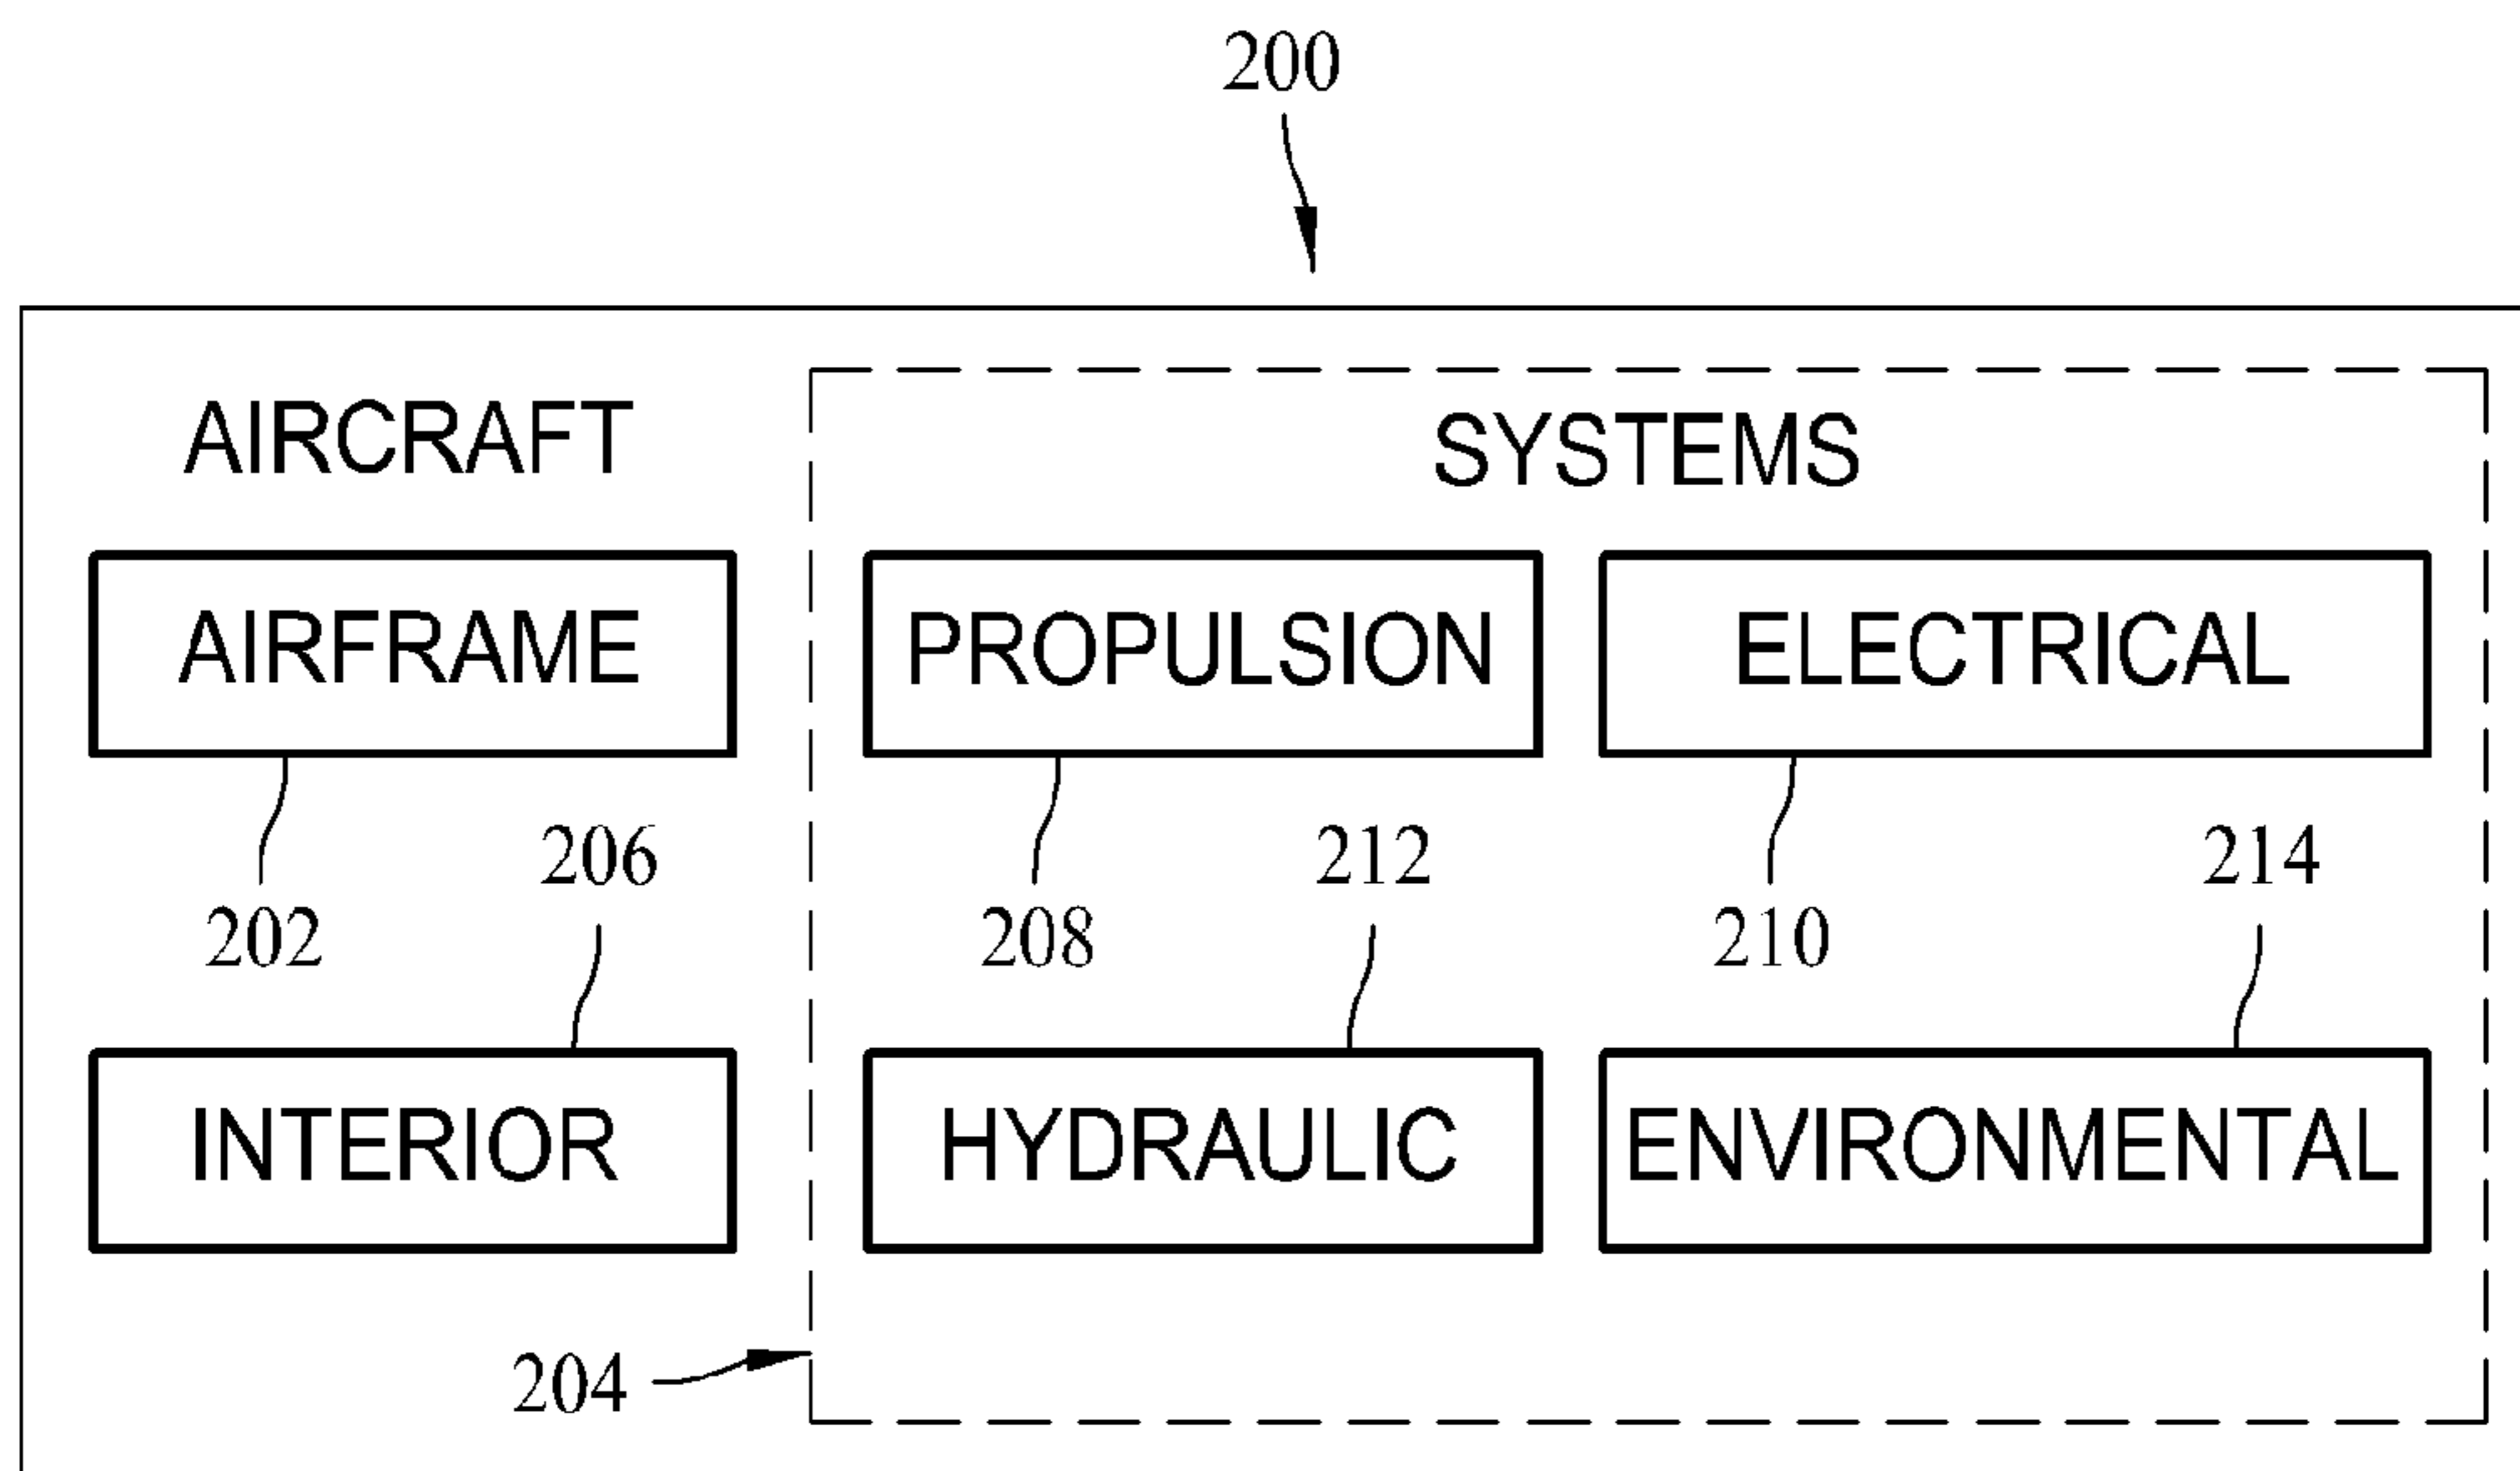 200
AIRCRAFT
SYSTEMS
AIRFRAME
PROPULSION
ELECTRICAL
206
212
214
202
208
210
INTERIOR
HYDRAULIC
ENVIRONMENTAL
204